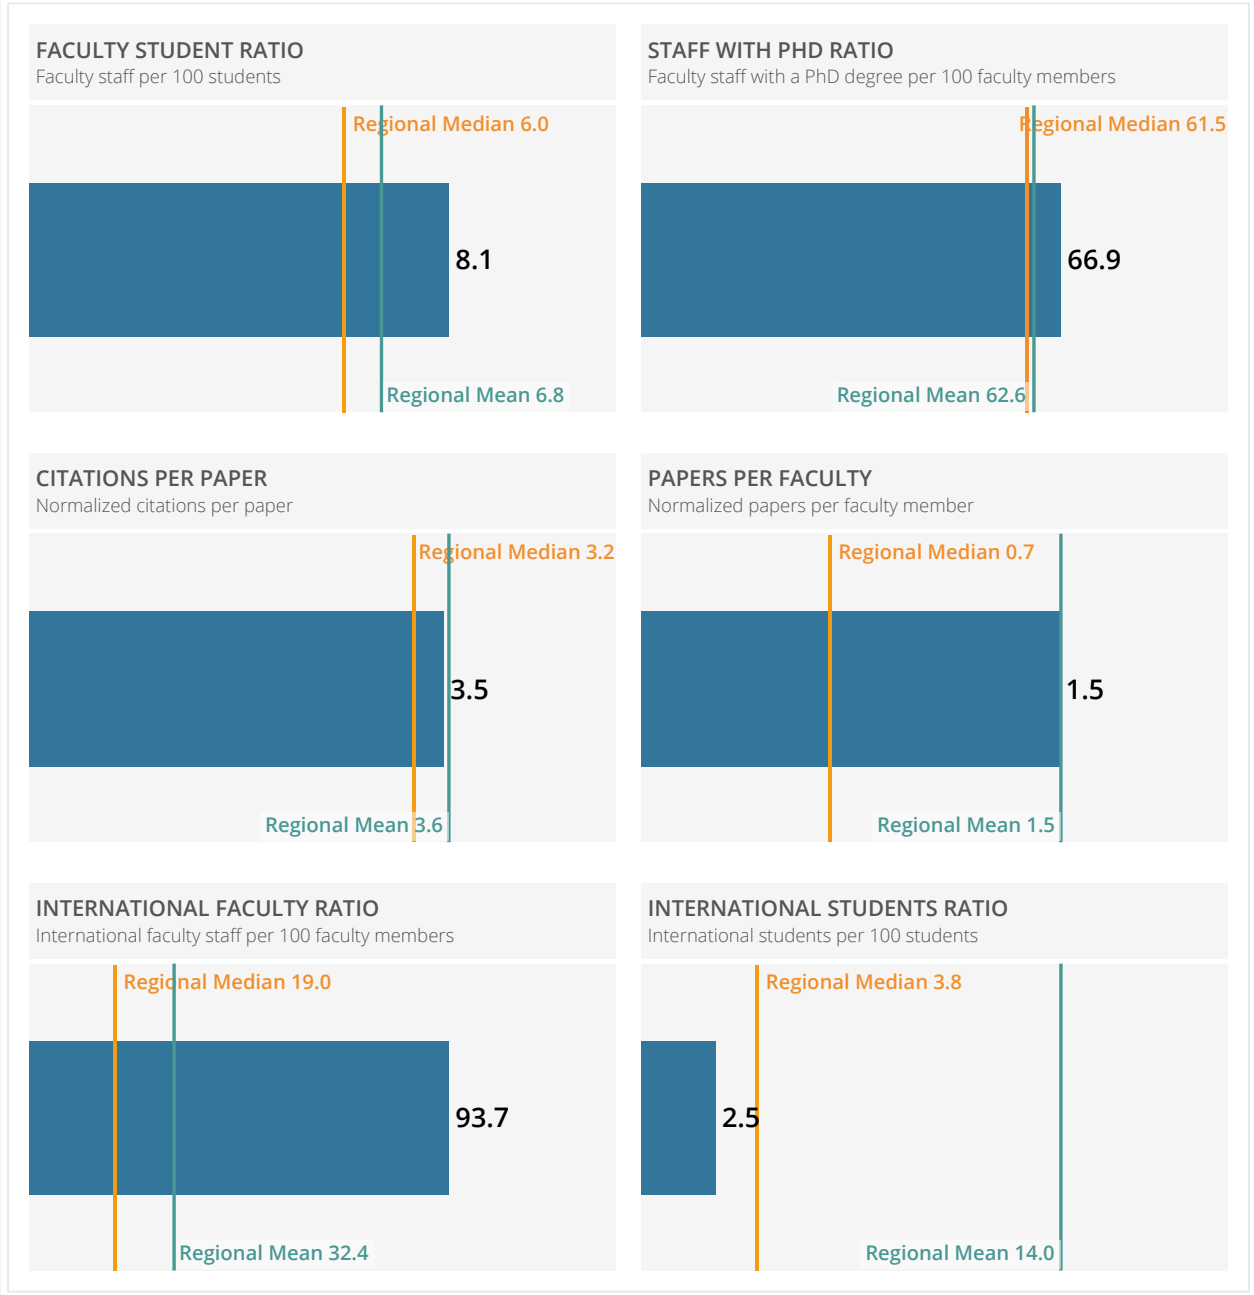 FACULTY STUDENT RATIO
Faculty staff per 100 students
Regional Median 6.0
8.1
Regional Mean 6.8
STAFF WITH PHD RATIO
Faculty staff with a PhD degree per 100 faculty members
Regional Median 61.5
66.9
Regional Mean 62.6
CITATIONS PER PAPER
Normalized citations per paper
Regional Median 3.2
3.5
Regional Mean 3.6
PAPERS PER FACULTY
Normalized papers per faculty member
Regional Median 0.7
1.5
Regional Mean 1.5
INTERNATIONAL FACULTY RATIO
International faculty staff per 100 faculty members
Regional Median 19.0
93.7
Regional Mean 32.4
INTERNATIONAL STUDENTS RATIO
International students per 100 students
Regional Median 3.8
2.5
Regional Mean 14.0